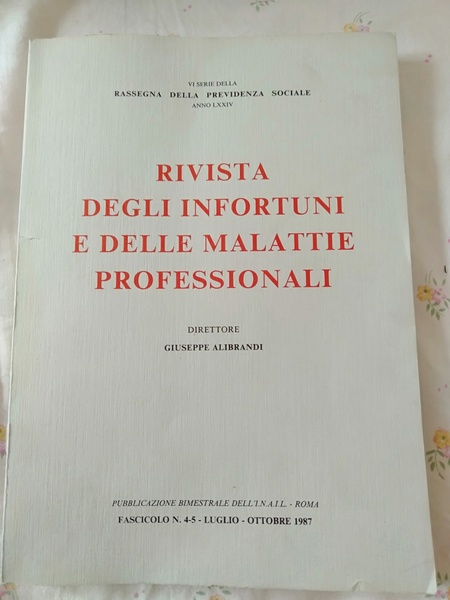 VI SERIE DELLA
RASSEGNA DELLA PREVIDENZA SOCIALE
ANNO LXXIV
RIVISTA
DEGLI INFORTUNI
E DELLE MALATTIE
PROFESSIONALI
DIRETTORE
GIUSEPPE ALIBRANDI
PUBBLICAZIONE BIMESTRALE DELL'I.N.A.I.L. - ROMA
FASCICOLO N. 4-5 - LUGLIO - OTTOBRE 1987